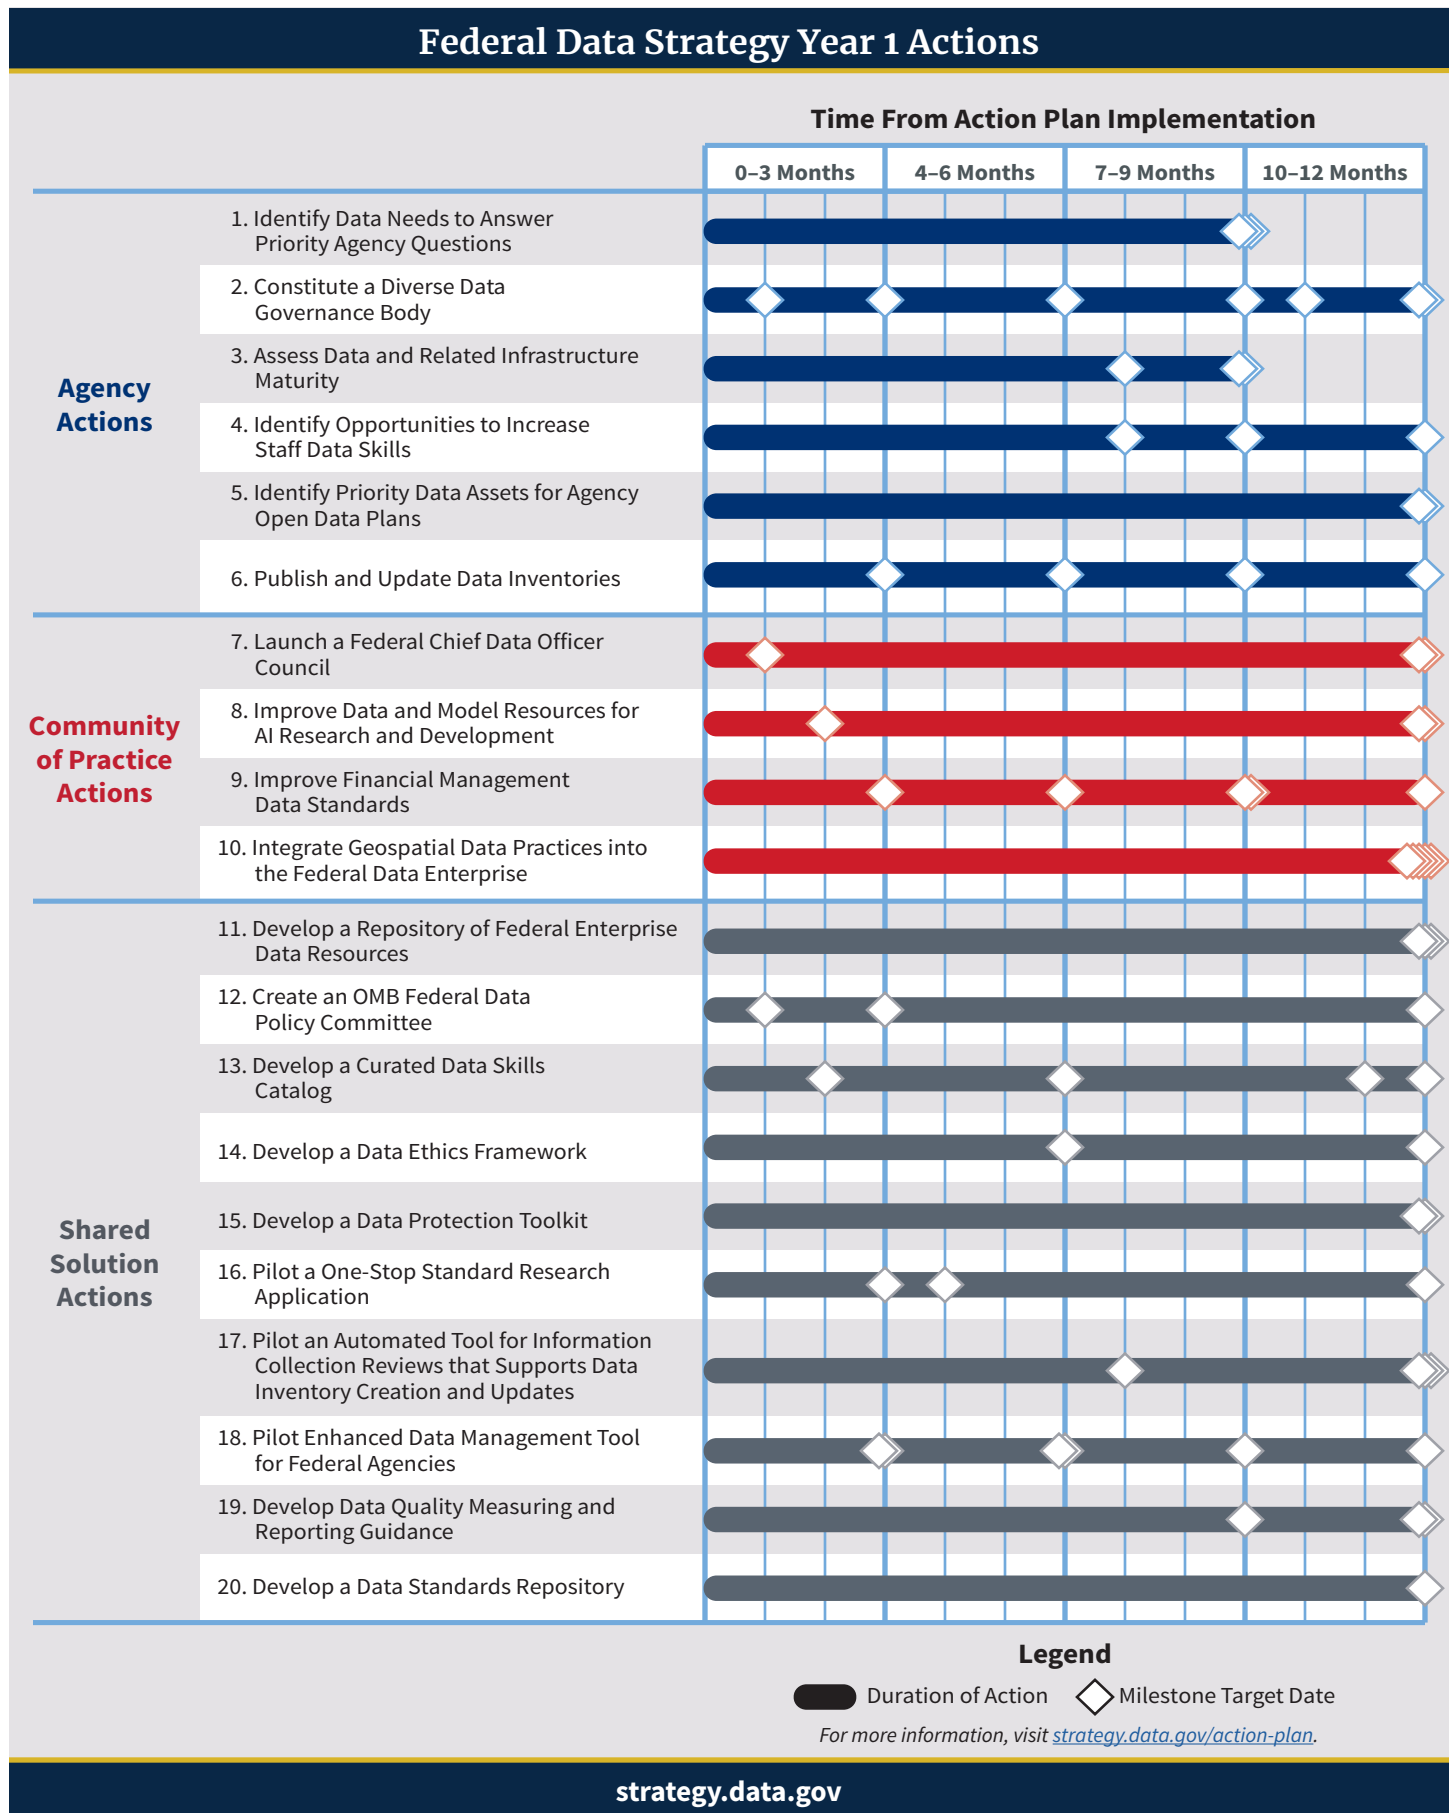 Federal Data Strategy Year 1 Actions
Time From Action Plan Implementation
0–3 Months
4–6 Months
7–9 Months
10–12 Months
Agency
Actions
1. Identify Data Needs to Answer
Priority Agency Questions
2. Constitute a Diverse Data
Governance Body
3. Assess Data and Related Infrastructure
Maturity
4. Identify Opportunities to Increase
Staff Data Skills
5. Identify Priority Data Assets for Agency
Open Data Plans
6. Publish and Update Data Inventories
Community
of Practice
Actions
7. Launch a Federal Chief Data Officer
Council
8. Improve Data and Model Resources for
AI Research and Development
9. Improve Financial Management
Data Standards
10. Integrate Geospatial Data Practices into
the Federal Data Enterprise
Shared
Solution
Actions
11. Develop a Repository of Federal Enterprise
Data Resources
12. Create an OMB Federal Data
Policy Committee
13. Develop a Curated Data Skills
Catalog
14. Develop a Data Ethics Framework
15. Develop a Data Protection Toolkit
16. Pilot a One-Stop Standard Research
Application
17. Pilot an Automated Tool for Information
Collection Reviews that Supports Data
Inventory Creation and Updates
18. Pilot Enhanced Data Management Tool
for Federal Agencies
19. Develop Data Quality Measuring and
Reporting Guidance
20. Develop a Data Standards Repository
Legend
Duration of Action
Milestone Target Date
For more information, visit strategy.data.gov/action-plan.
strategy.data.gov